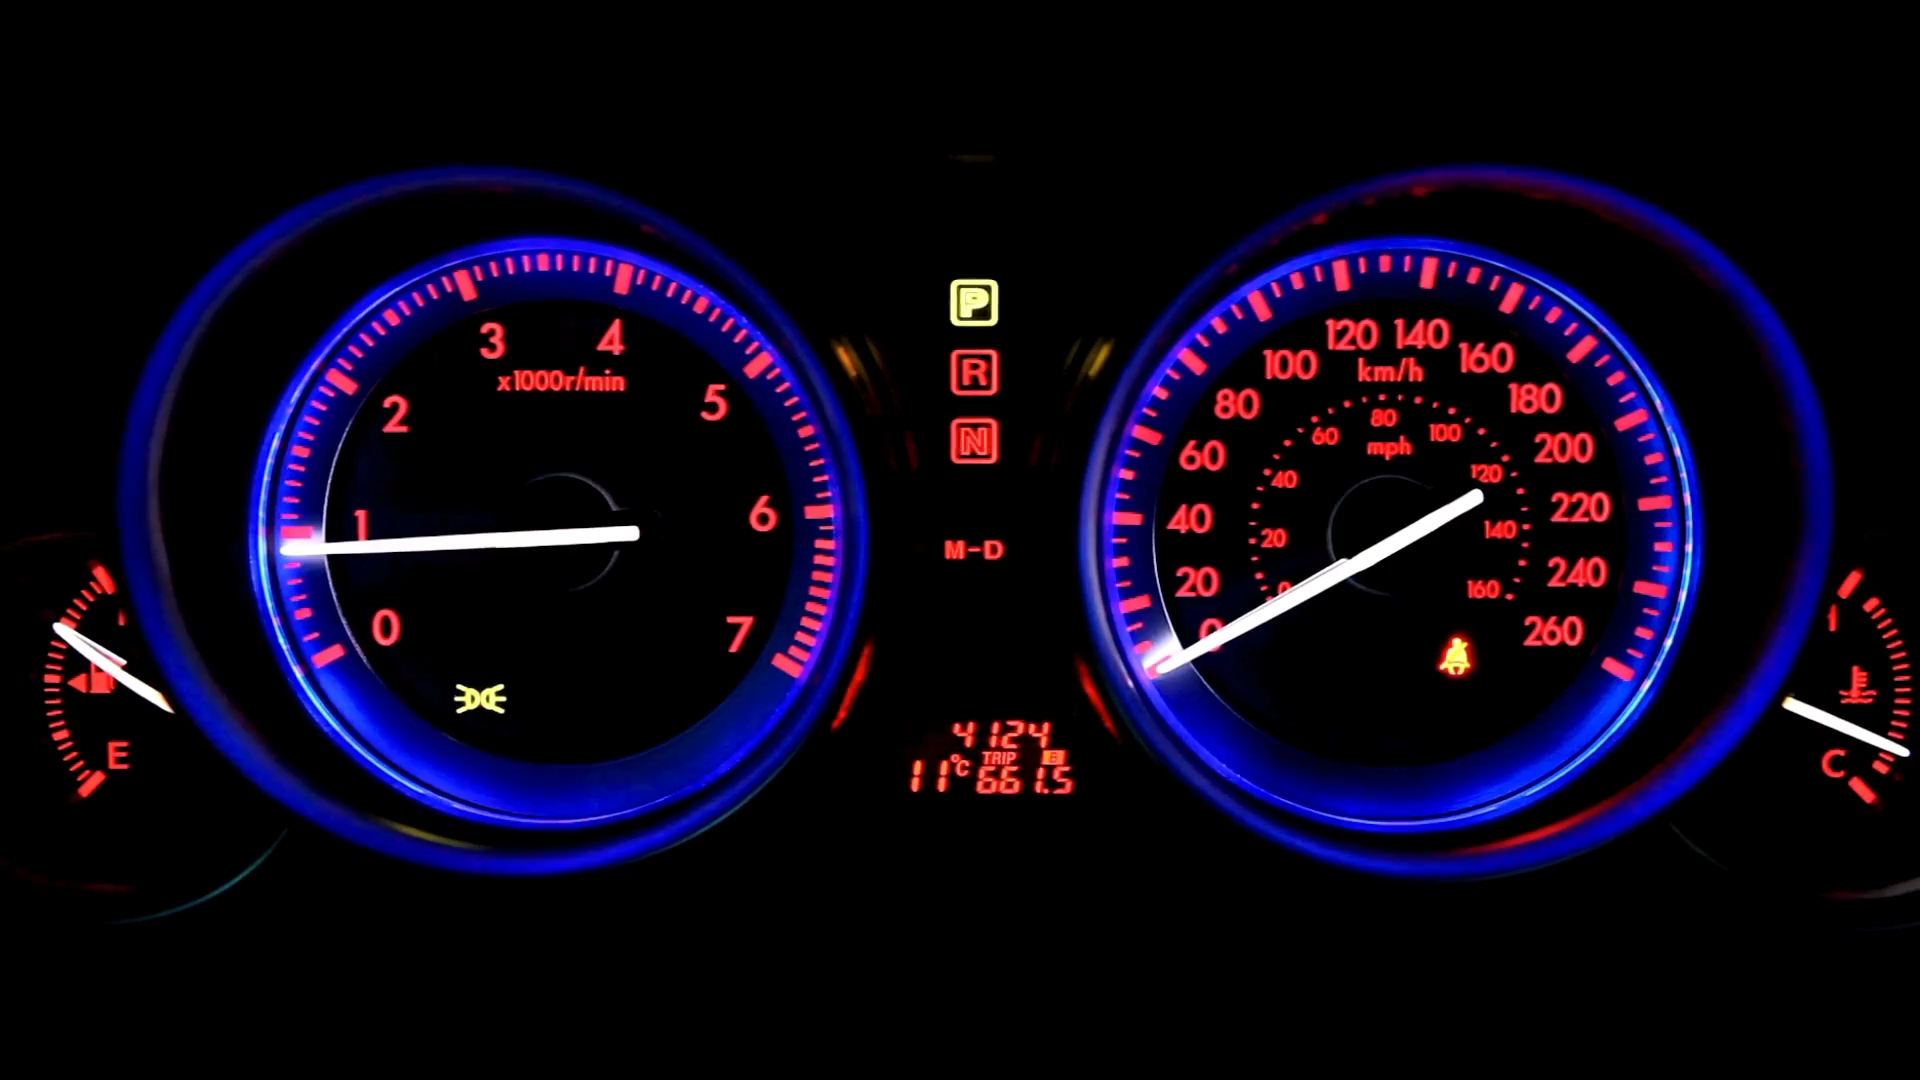 3 4
x1000r/min
2 5
1 6
0 7
E
P
R
N
M-D
4124
11°C TRIP B 661.5
120 140
100 km/h 160
80 180
60 200
40 220
20 240
0 260
80
60 100
mph
40 120
20 140
0 160
C